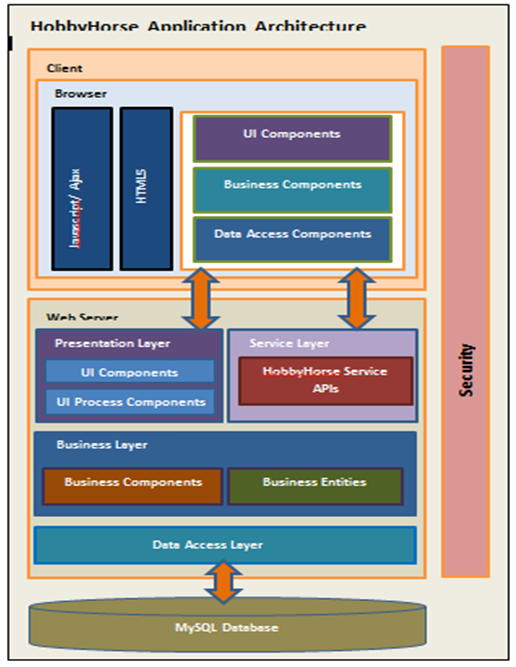 HobbyHorse Application Architecture
Client
Browser
Javascript/ Ajax
HTML5
UI Components
Business Components
Data Access Components
Web Server
Presentation Layer
UI Components
UI Process Components
Service Layer
HobbyHorse Service
APIs
Business Layer
Business Components
Business Entities
Data Access Layer
MySQL Database
Security